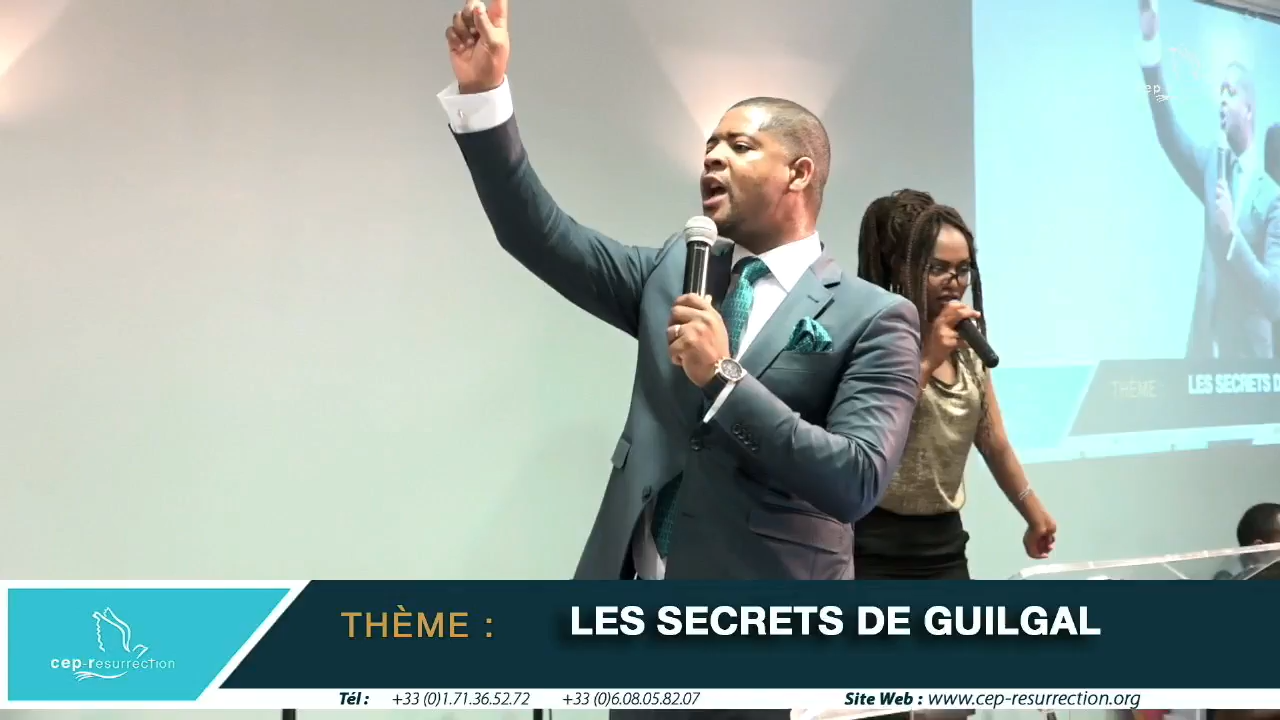 cep
THÈME
LES SECRETS D
THÈME : LES SECRETS DE GUILGAL
cep-resurrection
Tél : +33 (0)1.71.36.52.72 +33 (0)6.08.05.82.07 Site Web : www.cep-resurrection.org